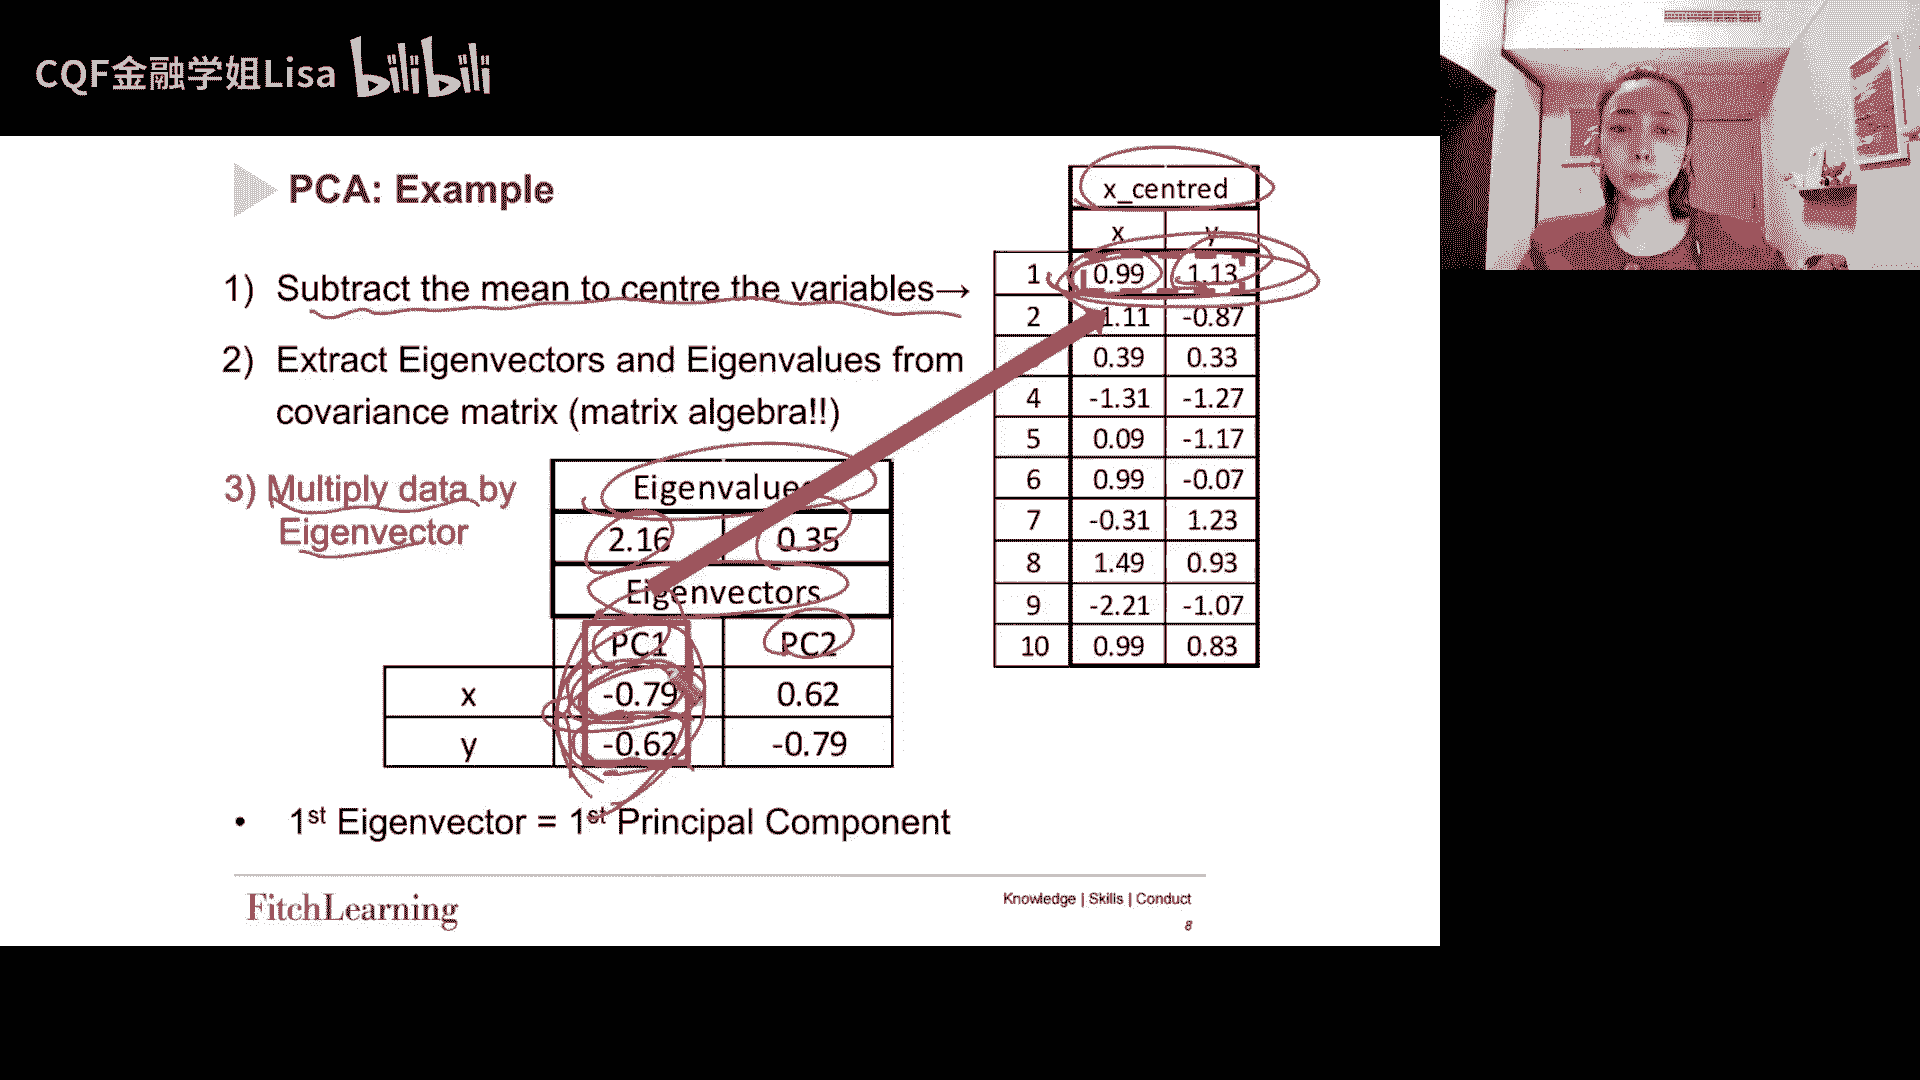 CQF金融学姐Lisa bilibili
PCA: Example
1) Subtract the mean to centre the variables→
2) Extract Eigenvectors and Eigenvalues from
covariance matrix (matrix algebra!!)
3) Multiply data by
Eigenvector
Eigenvalues
2.16 0.35
Eigenvectors
PC1 PC2
x -0.79 0.62
y -0.62 -0.79
• 1st Eigenvector = 1st Principal Component
x_centred
x y
1 0.99 1.13
2 -1.11 -0.87
0.39 0.33
4 -1.31 -1.27
5 0.09 -1.17
6 0.99 -0.07
7 -0.31 1.23
8 1.49 0.93
9 -2.21 -1.07
10 0.99 0.83
FitchLearning
Knowledge | Skills | Conduct
8